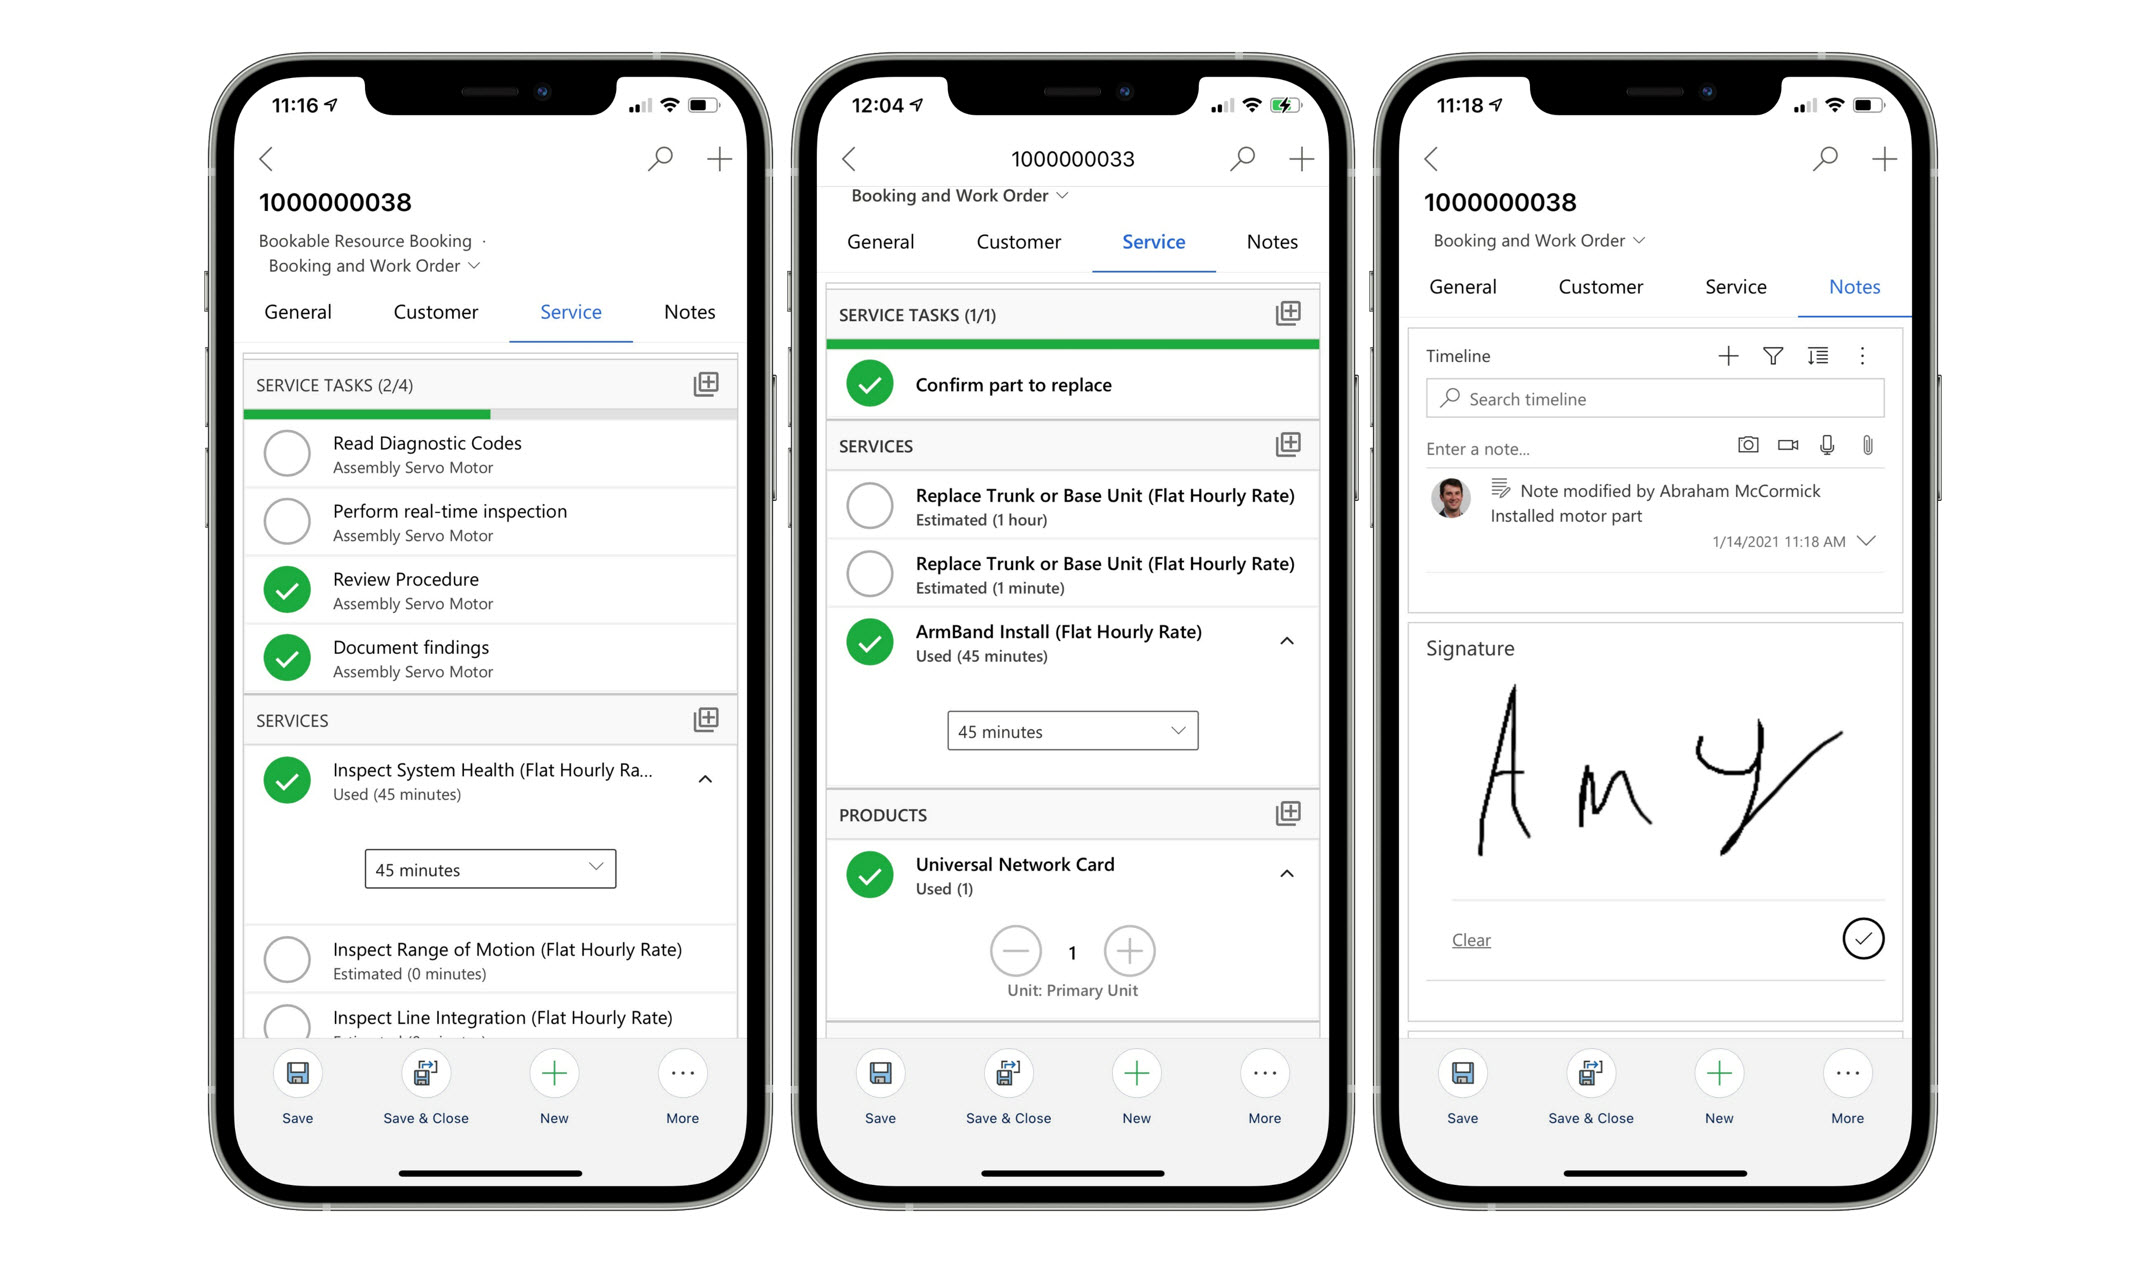 11:16
1000000038
Bookable Resource Booking ·
Booking and Work Order
General Customer Service Notes
SERVICE TASKS (2/4)
Read Diagnostic Codes
Assembly Servo Motor
Perform real-time inspection
Assembly Servo Motor
Review Procedure
Assembly Servo Motor
Document findings
Assembly Servo Motor
SERVICES
Inspect System Health (Flat Hourly Ra...
Used (45 minutes)
45 minutes
Inspect Range of Motion (Flat Hourly Rate)
Estimated (0 minutes)
Inspect Line Integration (Flat Hourly Rate)
Save Save & Close New More
12:04
1000000033
Booking and Work Order
General Customer Service Notes
SERVICE TASKS (1/1)
Confirm part to replace
SERVICES
Replace Trunk or Base Unit (Flat Hourly Rate)
Estimated (1 hour)
Replace Trunk or Base Unit (Flat Hourly Rate)
Estimated (1 minute)
ArmBand Install (Flat Hourly Rate)
Used (45 minutes)
45 minutes
PRODUCTS
Universal Network Card
Used (1)
1
Unit: Primary Unit
Save Save & Close New More
11:18
1000000038
Booking and Work Order
General Customer Service Notes
Timeline
Search timeline
Enter a note...
Note modified by Abraham McCormick
Installed motor part
1/14/2021 11:18 AM
Signature
Amy
Clear
Save Save & Close New More